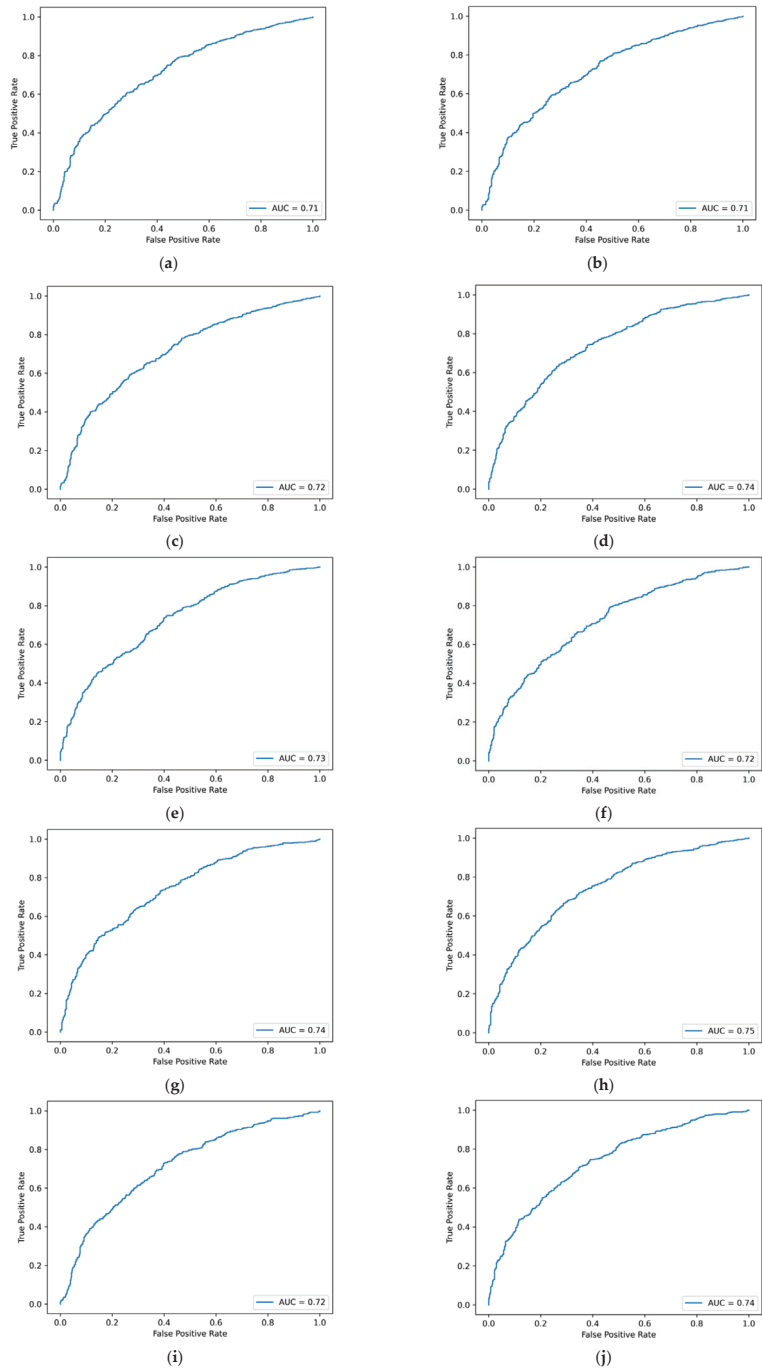 1.0
0.8
0.6
0.4
0.2
0.0
True Positive Rate
AUC = 0.71
0.0 0.2 0.4 0.6 0.8 1.0
False Positive Rate
(a)
1.0
0.8
0.6
0.4
0.2
0.0
True Positive Rate
AUC = 0.71
0.0 0.2 0.4 0.6 0.8 1.0
False Positive Rate
(b)
1.0
0.8
0.6
0.4
0.2
0.0
True Positive Rate
AUC = 0.72
0.0 0.2 0.4 0.6 0.8 1.0
False Positive Rate
(c)
1.0
0.8
0.6
0.4
0.2
0.0
True Positive Rate
AUC = 0.74
0.0 0.2 0.4 0.6 0.8 1.0
False Positive Rate
(d)
1.0
0.8
0.6
0.4
0.2
0.0
True Positive Rate
AUC = 0.73
0.0 0.2 0.4 0.6 0.8 1.0
False Positive Rate
(e)
1.0
0.8
0.6
0.4
0.2
0.0
True Positive Rate
AUC = 0.72
0.0 0.2 0.4 0.6 0.8 1.0
False Positive Rate
(f)
1.0
0.8
0.6
0.4
0.2
0.0
True Positive Rate
AUC = 0.74
0.0 0.2 0.4 0.6 0.8 1.0
False Positive Rate
(g)
1.0
0.8
0.6
0.4
0.2
0.0
True Positive Rate
AUC = 0.75
0.0 0.2 0.4 0.6 0.8 1.0
False Positive Rate
(h)
1.0
0.8
0.6
0.4
0.2
0.0
True Positive Rate
AUC = 0.72
0.0 0.2 0.4 0.6 0.8 1.0
False Positive Rate
(i)
1.0
0.8
0.6
0.4
0.2
0.0
True Positive Rate
AUC = 0.74
0.0 0.2 0.4 0.6 0.8 1.0
False Positive Rate
(j)